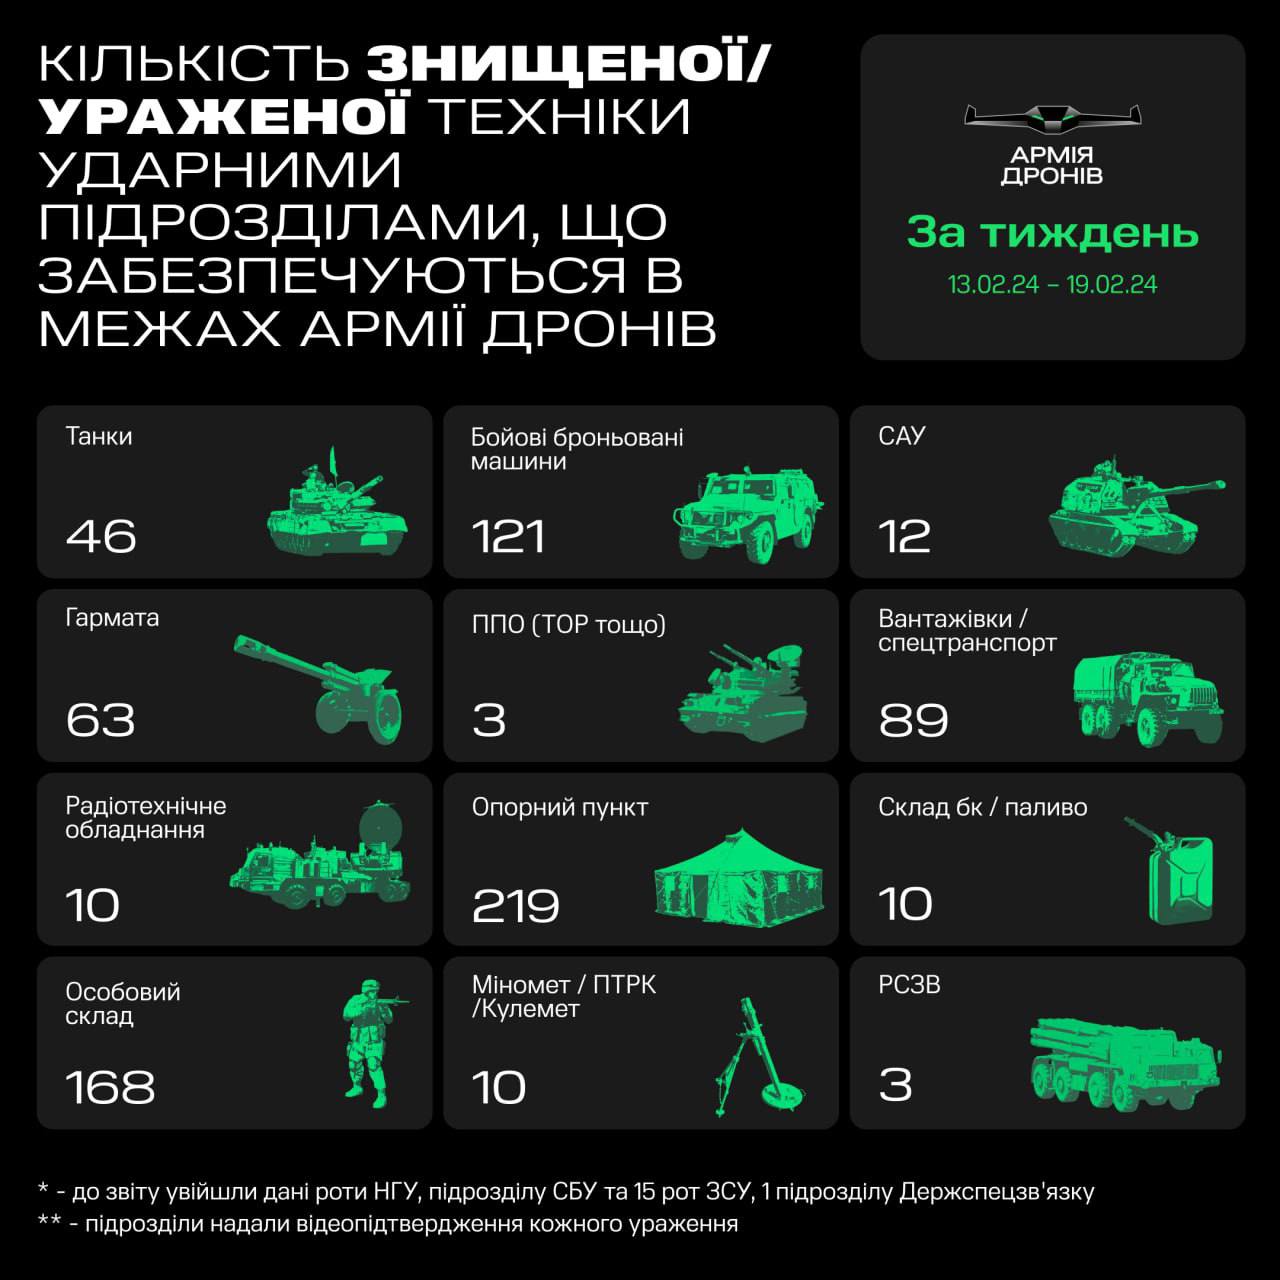 КІЛЬКІСТЬ ЗНИЩЕНОЇ/
УРАЖЕНОЇ ТЕХНІКИ
УДАРНИМИ
ПІДРОЗДІЛАМИ, ЩО
ЗАБЕЗПЕЧУЮТЬСЯ В
МЕЖАХ АРМІЇ ДРОНІВ
АРМІЯ
ДРОНІВ
За тиждень
13.02.24 – 19.02.24
Танки
46
Бойові броньовані
машини
121
САУ
12
Гармата
63
ППО (ТОР тощо)
3
Вантажівки /
спецтранспорт
89
Радіотехнічне
обладнання
10
Опорний пункт
219
Склад бк / паливо
10
Особовий
склад
168
Міномет / ПТРК
/Кулемет
10
РСЗВ
3
* - до звіту увійшли дані роти НГУ, підрозділу СБУ та 15 рот ЗСУ, 1 підрозділу Держспецзв'язку
** - підрозділи надали відеопідтвердження кожного ураження